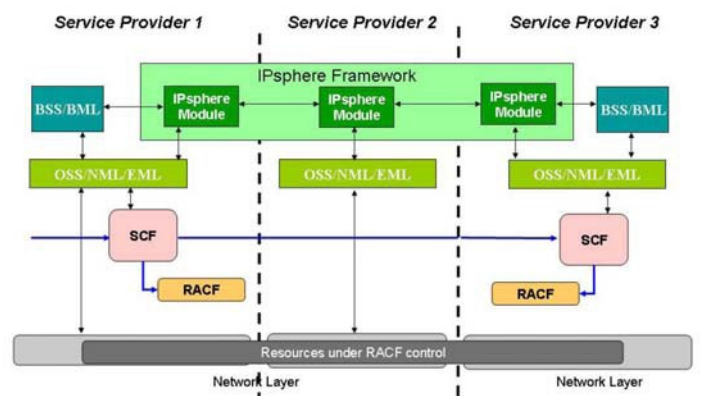 Service Provider 1
Service Provider 2
Service Provider 3
IPsphere Framework
BSS/BML
IPsphere
Module
IPsphere
Module
IPsphere
Module
BSS/BML
OSS/NML/EML
OSS/NML/EML
OSS/NML/EML
SCF
SCF
RACF
RACF
Resources under RACF control
Network Layer
Network Layer